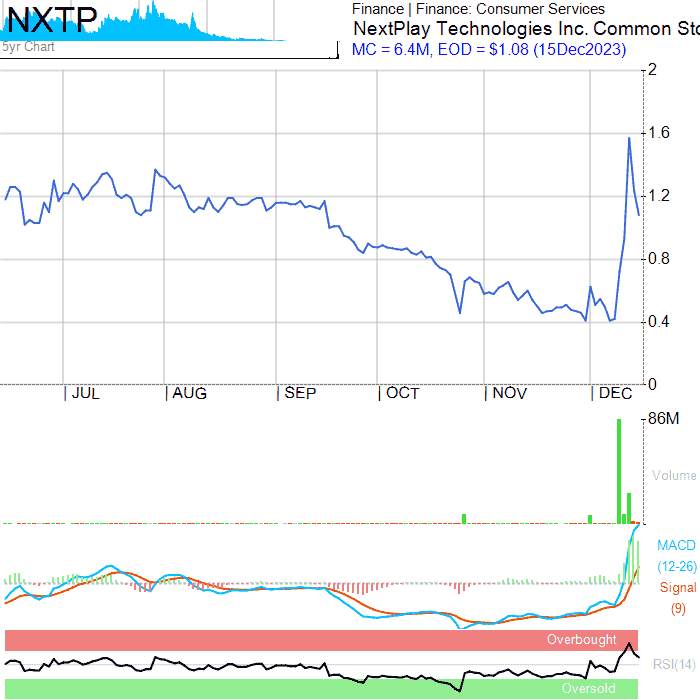 NXTP
5yr Chart
Finance | Finance: Consumer Services
NextPlay Technologies Inc. Common Sto
MC = 6.4M, EOD = $1.08 (15Dec2023)
2
1.6
1.2
0.8
0.4
0
JUL AUG SEP OCT NOV DEC
86M
Volume
MACD
(12-26)
Signal
(9)
Overbought
RSI(14)
Oversold